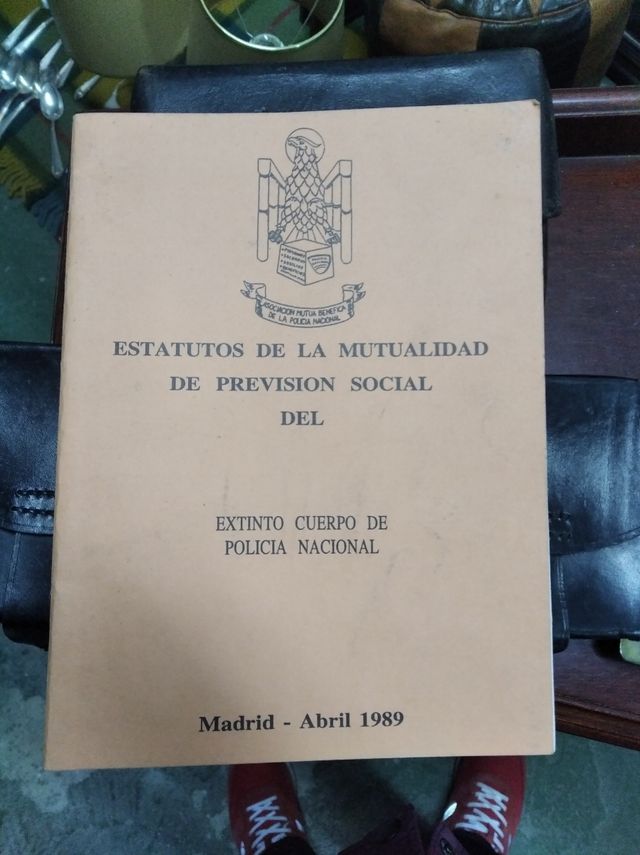 ASOCIACION MUTUA BENEFICA
DE LA POLICIA NACIONAL
ESTATUTOS DE LA MUTUALIDAD
DE PREVISION SOCIAL
DEL
EXTINTO CUERPO DE
POLICIA NACIONAL
Madrid - Abril 1989